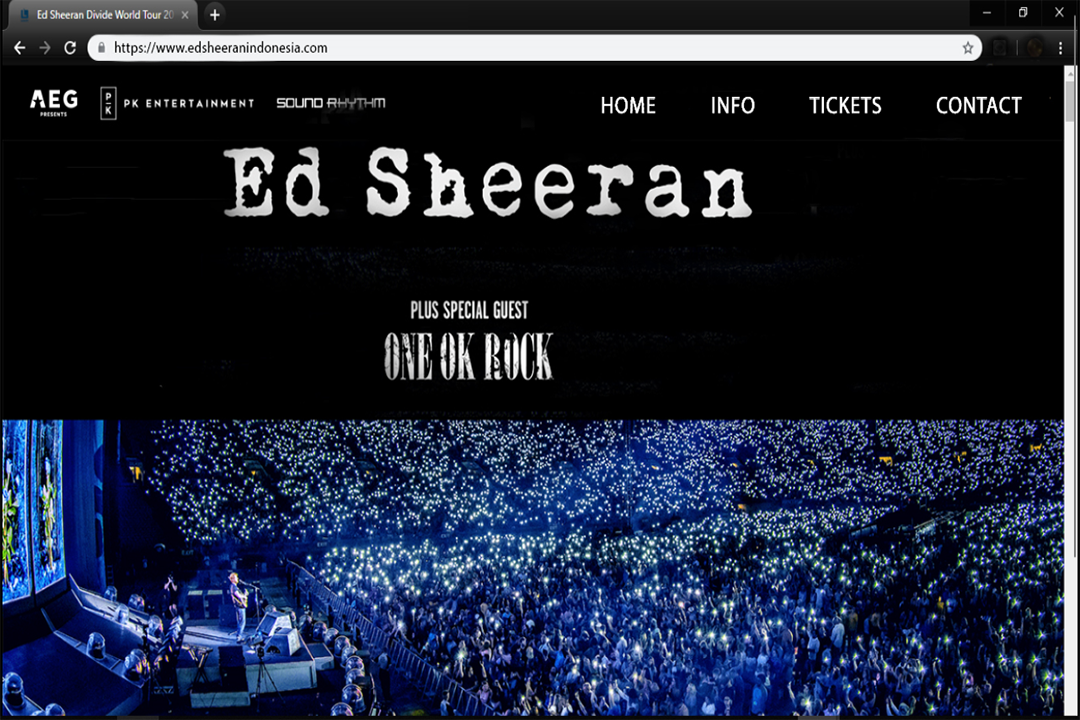 Ed Sheeran Divide World Tour 20
https://www.edsheeranindonesia.com
AEG
PRESENTS
PK
PK ENTERTAINMENT
SOUND RHYTHM
HOME
INFO
TICKETS
CONTACT
Ed Sheeran
PLUS SPECIAL GUEST
ONE OK ROCK